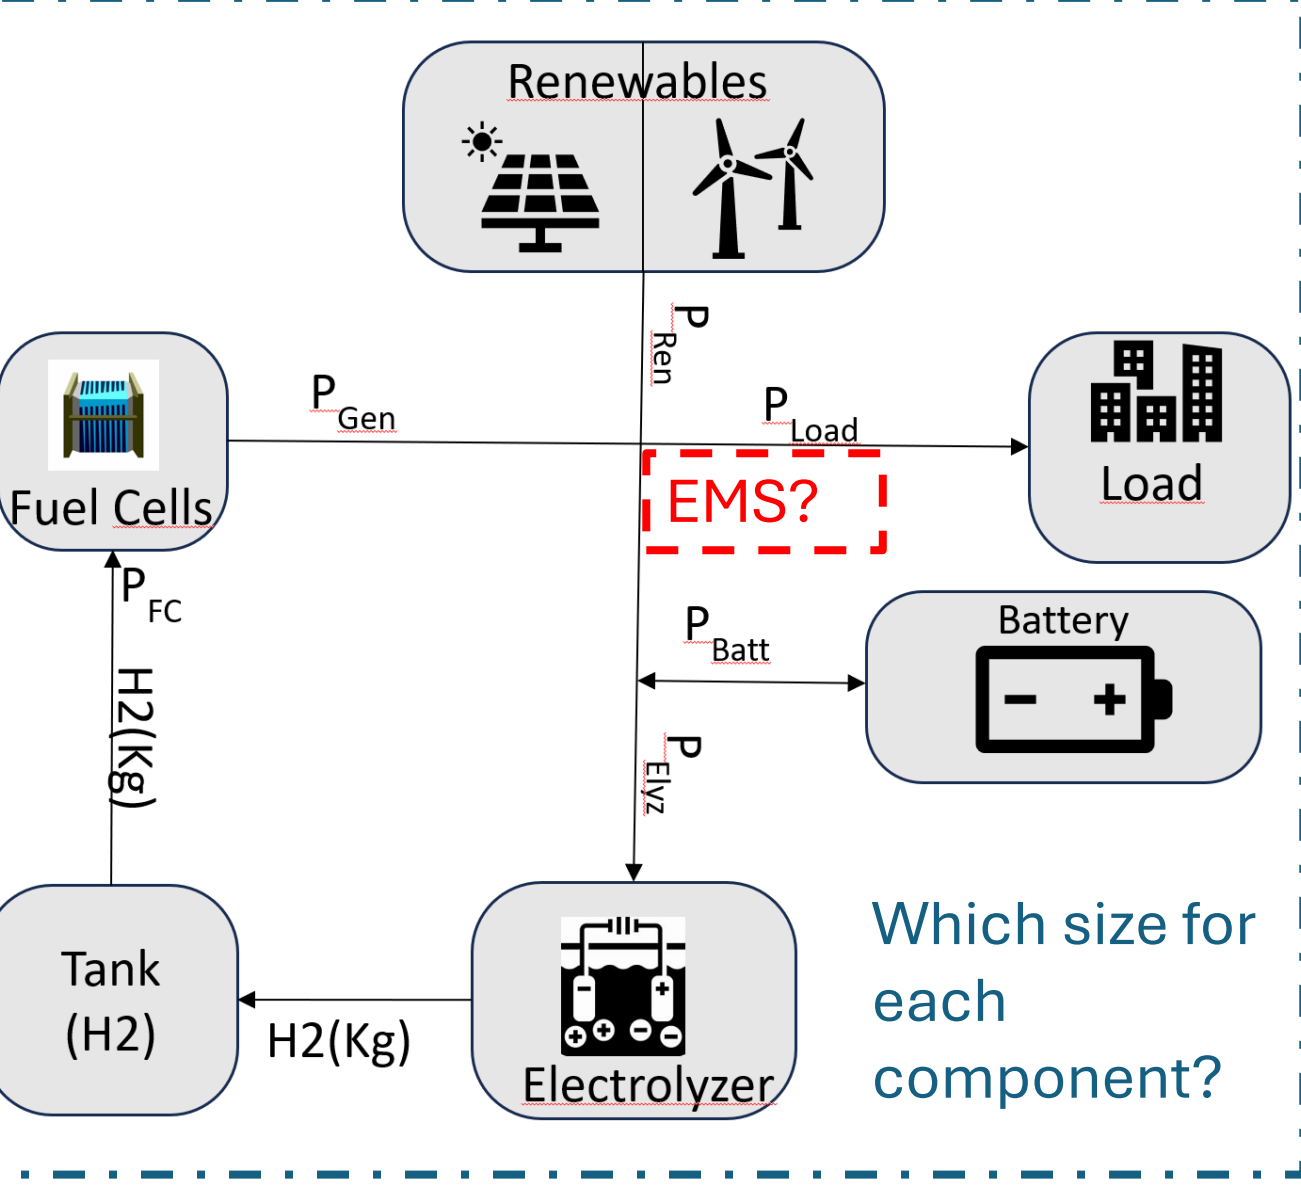 Renewables
P Ren
P Gen
P Load
EMS?
Fuel Cells
Load
P FC
H2(Kg)
P Batt
Battery
P Elyz
Tank
(H2)
H2(Kg)
Electrolyzer
Which size for
each
component?